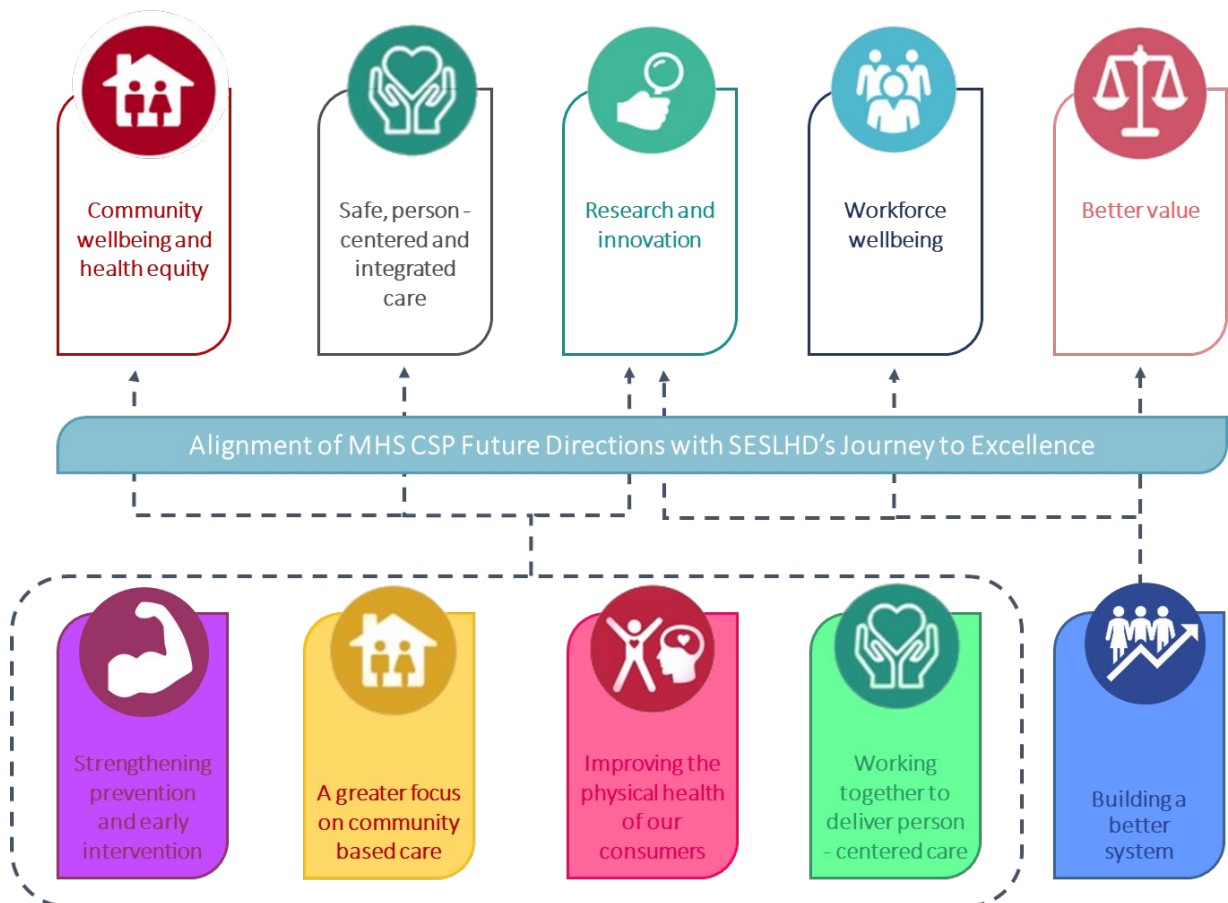 Community
wellbeing and
health equity
Safe, person -
centered and
integrated
care
Research and
innovation
Workforce
wellbeing
Better value
Alignment of MHS CSP Future Directions with SESLHD's Journey to Excellence
Strengthening
prevention
and early
intervention
A greater focus
on community
based care
Improving the
physical health
of our
consumers
Working
together to
deliver person
- centered care
Building a
better
system